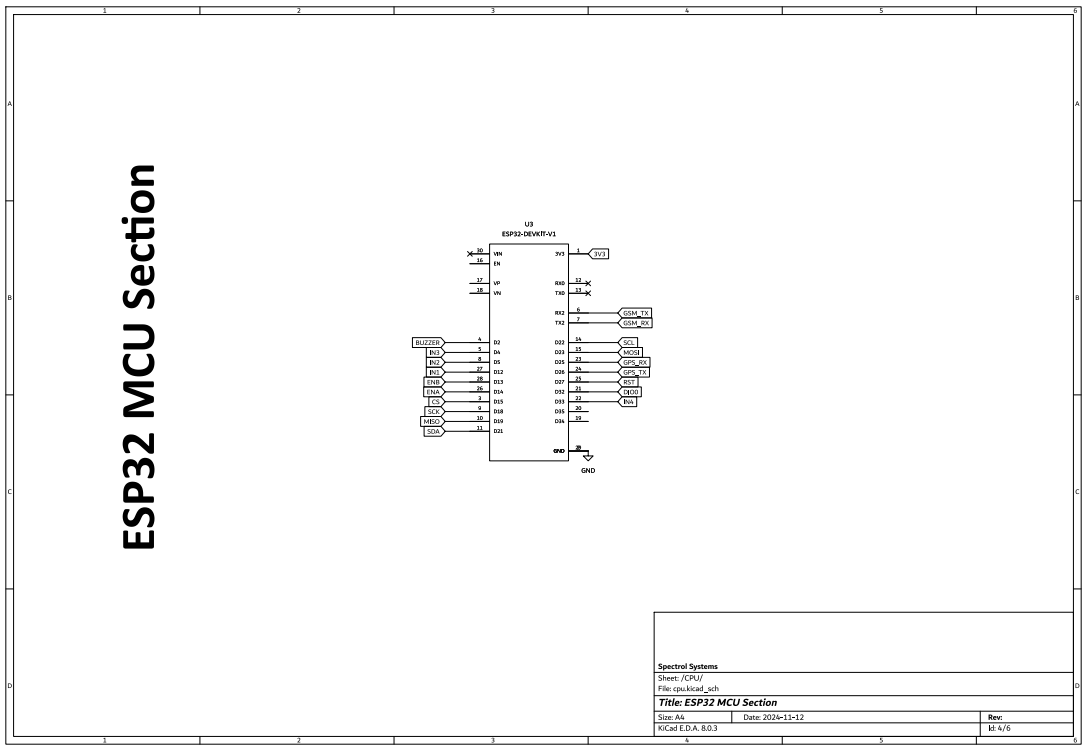 1 2 3 4 5 6
A A
B B
C C
D D
ESP32 MCU Section
U3
ESP32-DEVKIT-V1
30 VIN 3V3 1 3V3
16 EN
17 VP RX0 12
18 VN TX0 13
RX2 6 GSM_TX
TX2 7 GSM_RX
BUZZER 4 D2 D22 14 SCL
IN3 5 D4 D23 15 MOSI
IN2 8 D5 D25 23 GPS_RX
IN1 27 D12 D26 24 GPS_TX
ENB 28 D13 D27 25 RST
ENA 26 D14 D32 21 DIO0
CS 3 D15 D33 22 IN4
SCK 9 D18 D35 20
MISO 10 D19 D34 19
SDA 11 D21
GND
GND
Spectrol Systems
Sheet: /CPU/
File: cpu.kicad_sch
Title: ESP32 MCU Section
Size: A4 Date: 2024-11-12 Rev:
KiCad E.D.A. 8.0.3 Id: 4/6
1 2 3 4 5 6